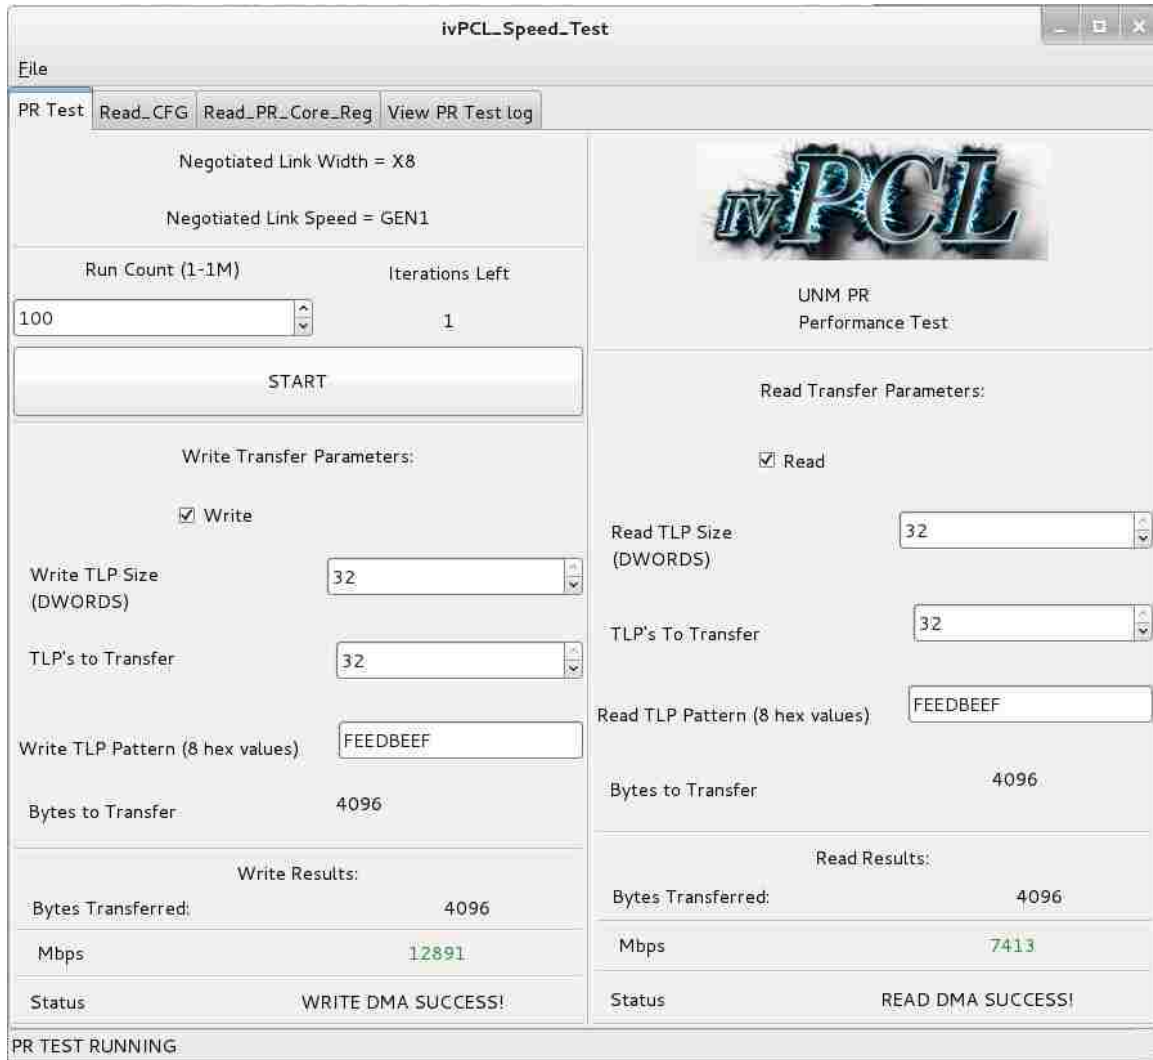 ivPCL_Speed_Test
File
PR Test
Read_CFG
Read_PR_Core_Reg
View PR Test log
Negotiated Link Width = X8
Negotiated Link Speed = GEN1
Run Count (1-1M)
Iterations Left
100
1
START
Write Transfer Parameters:
Write
Write TLP Size
(DWORDS)
32
TLP's to Transfer
32
Write TLP Pattern (8 hex values)
FEEDBEEF
Bytes to Transfer
4096
Write Results:
Bytes Transferred:
4096
Mbps
12891
Status
WRITE DMA SUCCESS!
IVPCL
UNM PR
Performance Test
Read Transfer Parameters:
Read
Read TLP Size
(DWORDS)
32
TLP's To Transfer
32
Read TLP Pattern (8 hex values)
FEEDBEEF
Bytes to Transfer
4096
Read Results:
Bytes Transferred:
4096
Mbps
7413
Status
READ DMA SUCCESS!
PR TEST RUNNING